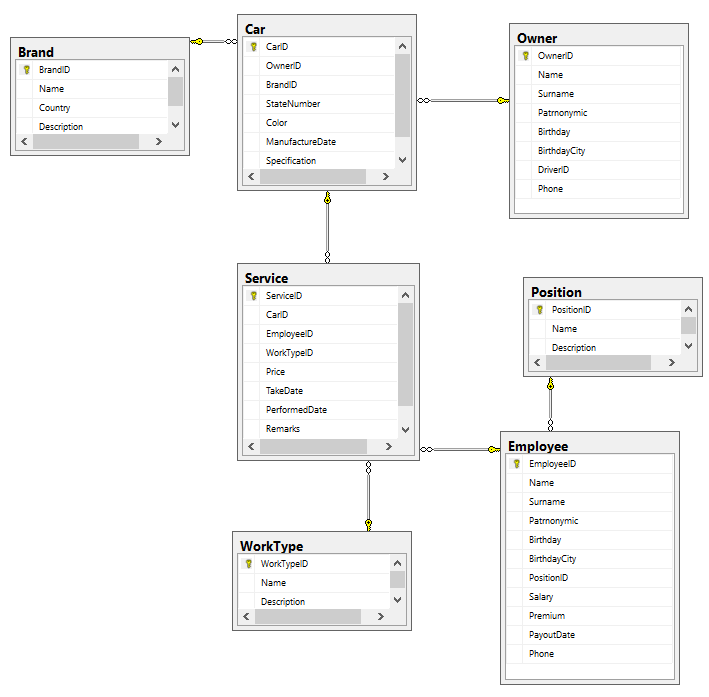 Brand
BrandID
Name
Country
Description
Car
CarID
OwnerID
BrandID
StateNumber
Color
ManufactureDate
Specification
Owner
OwnerID
Name
Surname
Patrnonymic
Birthday
BirthdayCity
DriverID
Phone
Service
ServiceID
CarID
EmployeeID
WorkTypeID
Price
TakeDate
PerformedDate
Remarks
Position
PositionID
Name
Description
WorkType
WorkTypeID
Name
Description
Employee
EmployeeID
Name
Surname
Patrnonymic
Birthday
BirthdayCity
PositionID
Salary
Premium
PayoutDate
Phone